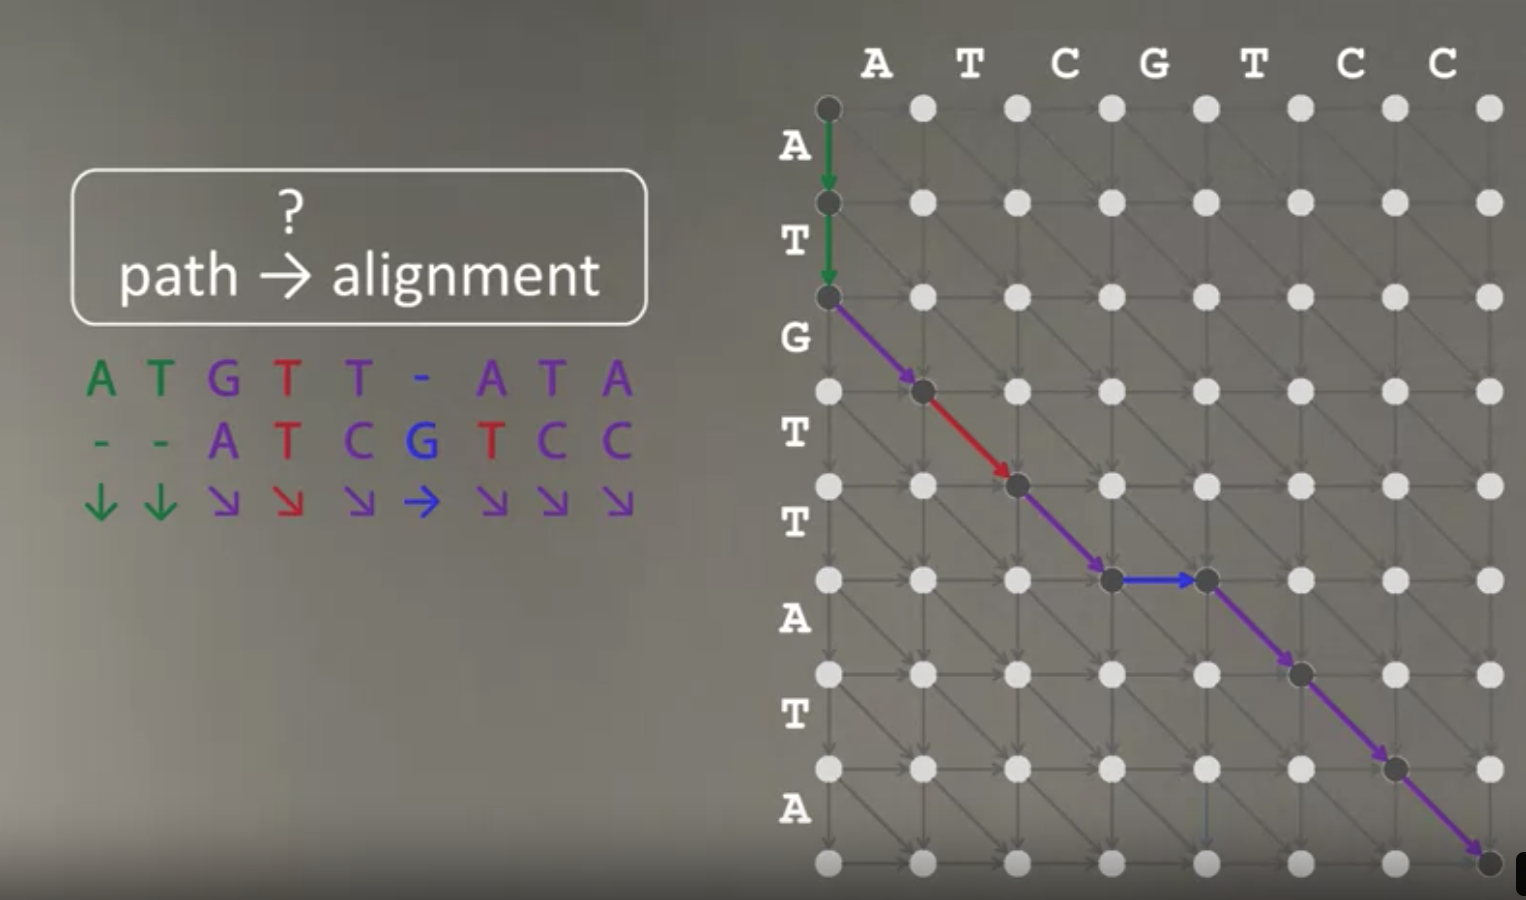 A T C G T C C
A
T
G
T
T
A
T
A
?
path → alignment
A T G T T - A T A
- - A T C G T C C
↓ ↓ ↘ ↘ ↘ → ↘ ↘ ↘